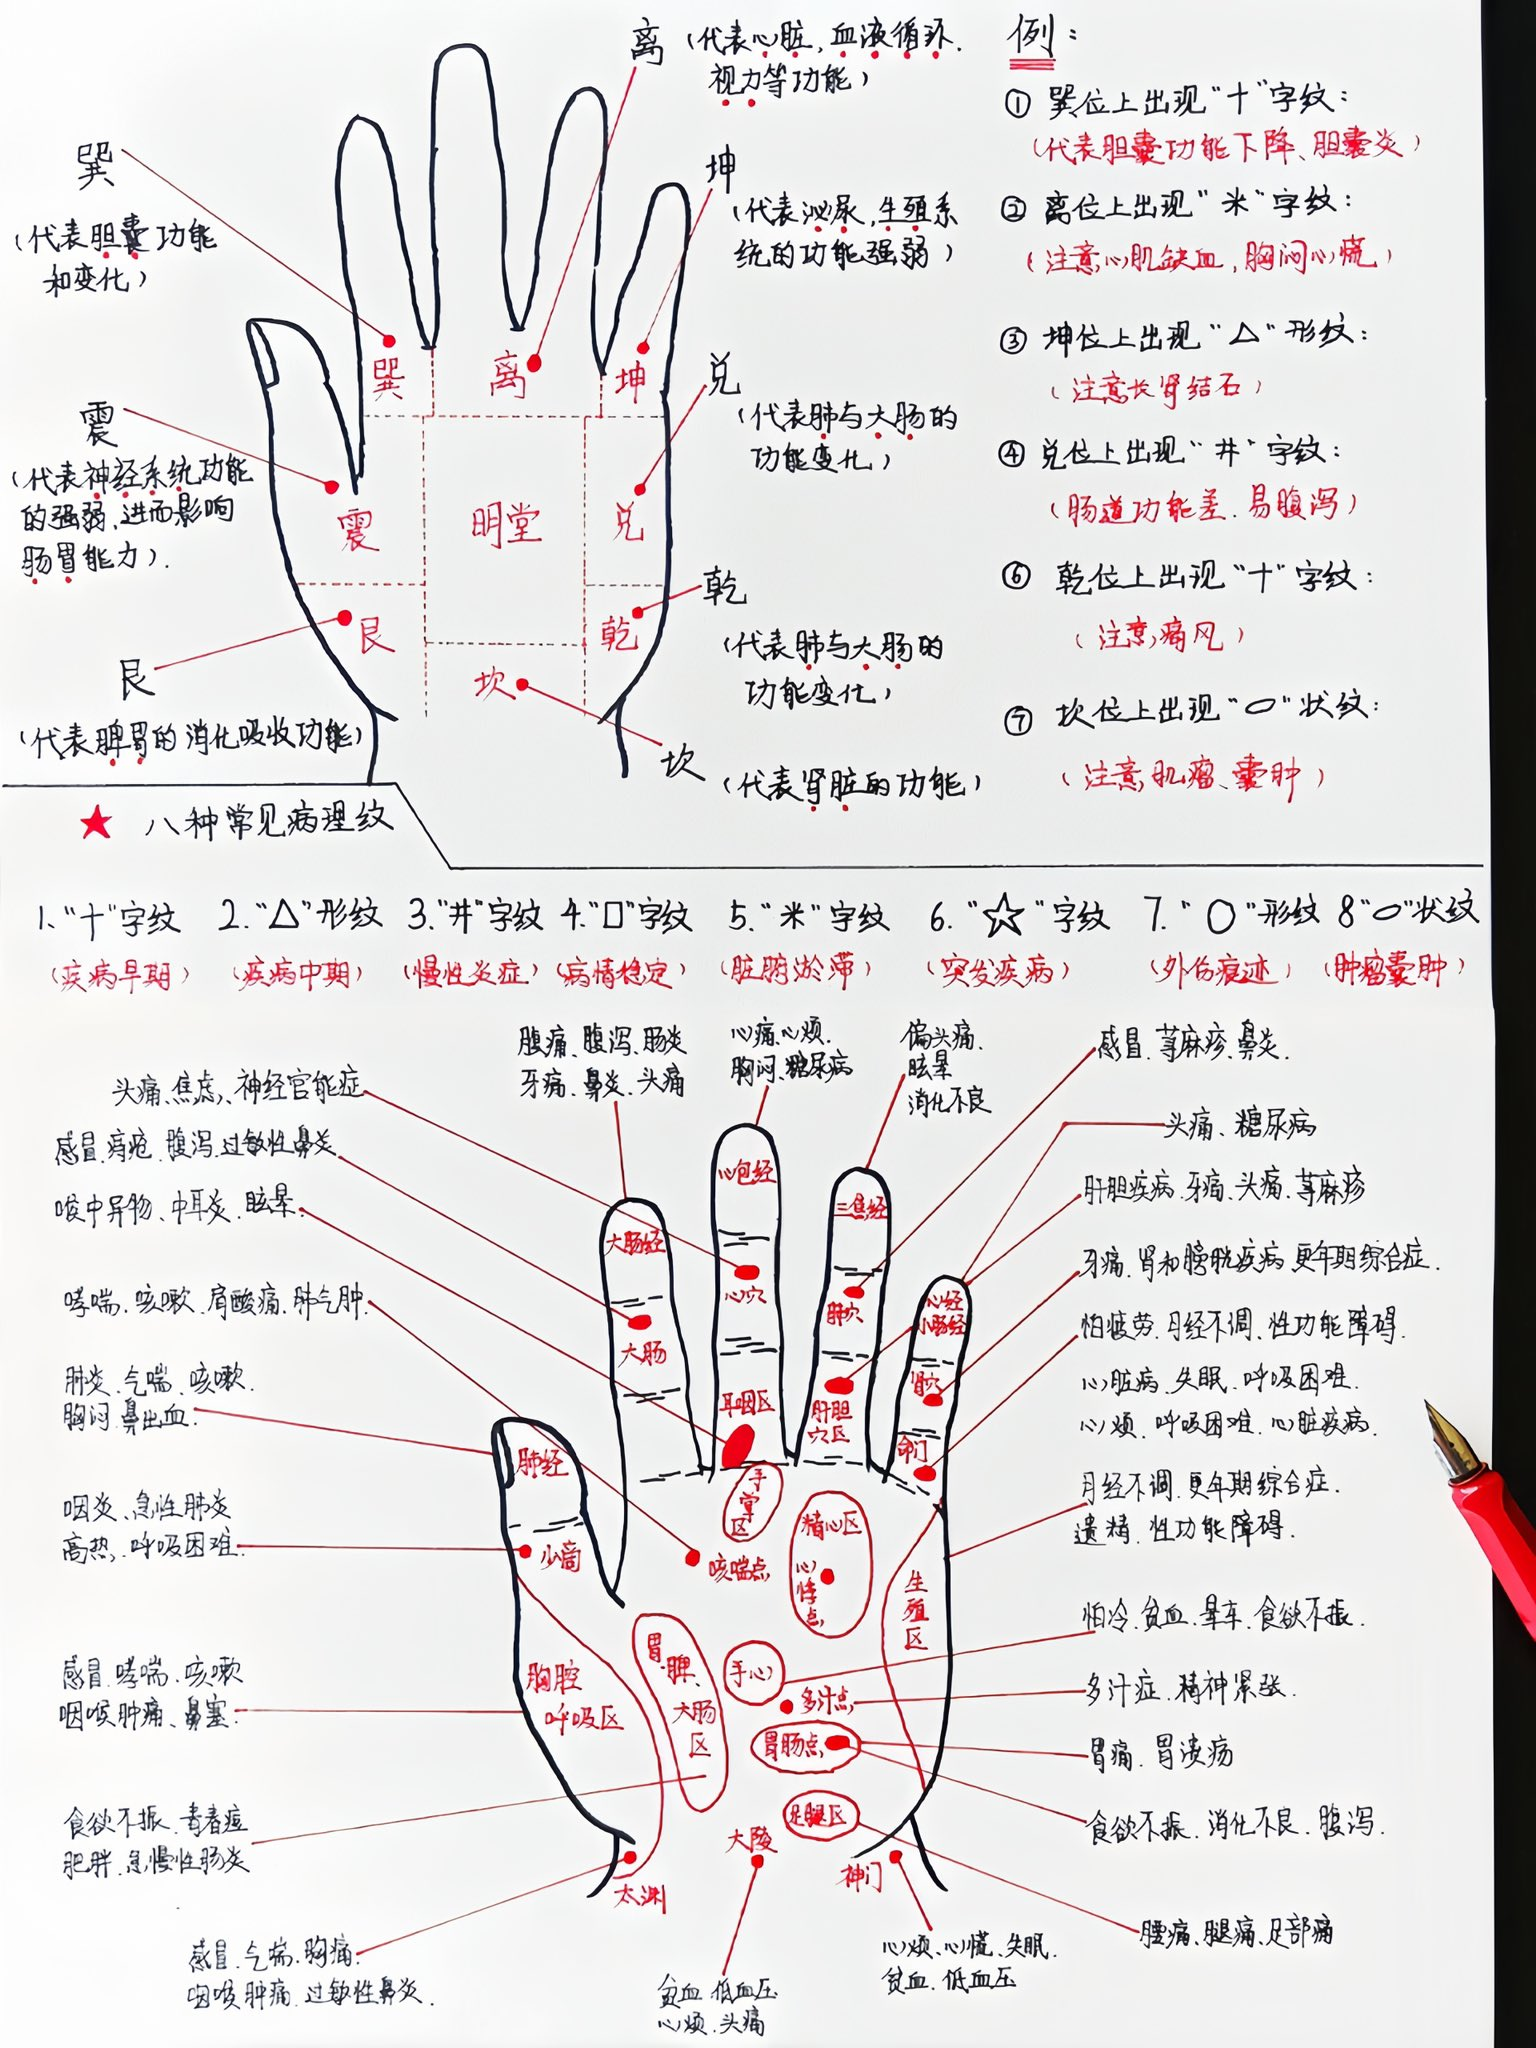 离（代表心脏，血液循环，
视力等功能）
巽
（代表胆囊功能
和变化）
坤
（代表泌尿，生殖系
统的功能强弱）
震
（代表神经系统功能
的强弱，进而影响
肠胃能力）.
兑
（代表肺与大肠的
功能变化）
艮
（代表脾胃的消化吸收功能）
乾
（代表肺与大肠的
功能变化）
坎
（代表肾脏的功能）
巽
离
坤
震
明堂
兑
艮
坎
乾
例：
① 巽位上出现“十”字纹：
（代表胆囊功能下降、胆囊炎）
② 离位上出现“米”字纹：
（注意心肌缺血，胸闷心慌）
③ 坤位上出现“△”形纹：
（注意长肾结石）
④ 兑位上出现“井”字纹：
（肠道功能差.易腹泻）
⑥ 乾位上出现“十”字纹：
（注意痛风）
⑦ 坎位上出现“⬭”状纹：
（注意肌瘤、囊肿）
★ 八种常见病理纹
1.“十”字纹 2.“△”形纹 3.“井”字纹 4.“口”字纹 5.“米”字纹 6.“☆”字纹 7.“○”形纹 8“⬭”状纹
（疾病早期）（疾病中期）（慢性炎症）（病情稳定）（脏腑淤滞）（突发疾病）（外伤痕迹）（肿瘤囊肿）
头痛、焦虑、神经官能症
感冒.痔疮.腹泻.过敏性鼻炎
喉中异物、中耳炎、眩晕
哮喘、咳嗽、肩酸痛、肺气肿
肺炎.气喘.咳嗽.
胸闷.鼻出血.
咽炎、急性肺炎
高热、呼吸困难
感冒.哮喘.咳嗽
咽喉肿痛、鼻塞
食欲不振.青春痘
肥胖.急慢性肠炎
感冒.气喘.胸痛.
咽喉肿痛.过敏性鼻炎.
腹痛、腹泻、肠炎
牙痛、鼻炎、头痛
心痛、心烦、
胸闷、糖尿病
偏头痛、
眩晕
消化不良
感冒.荨麻疹.鼻炎.
头痛、糖尿病
肝胆疾病.牙痛.头痛.荨麻疹
牙痛.肾和膀胱疾病.更年期综合症.
怕疲劳.月经不调、性功能障碍.
心脏病.失眠.呼吸困难.
心烦.呼吸困难.心脏疾病.
月经不调、更年期综合症.
遗精、性功能障碍.
怕冷、贫血.晕车、食欲不振.
多汗症.精神紧张.
胃痛、胃溃疡
食欲不振、消化不良、腹泻.
腰痛、腿痛、足部痛
心烦、心慌、失眠.
贫血、低血压
贫血.低血压
心烦、头痛
心包经
心穴
耳咽区
三焦经
肺穴
肝胆
穴区
大肠经
大肠
心经
小肠经
肾穴
命门
肺经
少商
手掌区
咳喘点
精心区
心悸点
生殖区
胸腔
呼吸区
胃.脾、大肠区
手心
多汁点
胃肠点
足腿区
太渊
大陵
神门